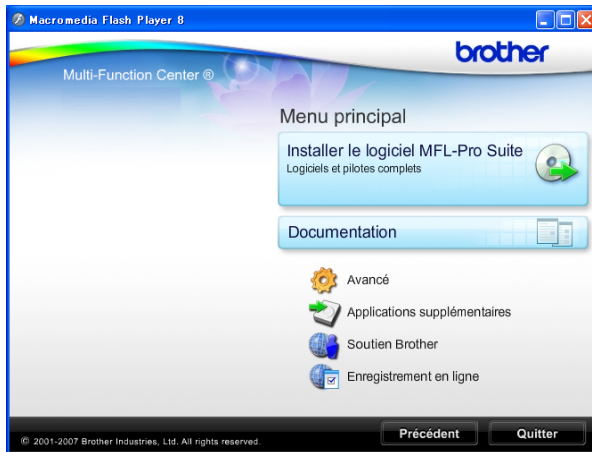 Macromedia Flash Player 8
brother
Multi-Function Center ®
Menu principal
Installer le logiciel MFL-Pro Suite
Logiciels et pilotes complets
Documentation
Avancé
Applications supplémentaires
Soutien Brother
Enregistrement en ligne
© 2001-2007 Brother Industries, Ltd. All rights reserved.
Précédent
Quitter